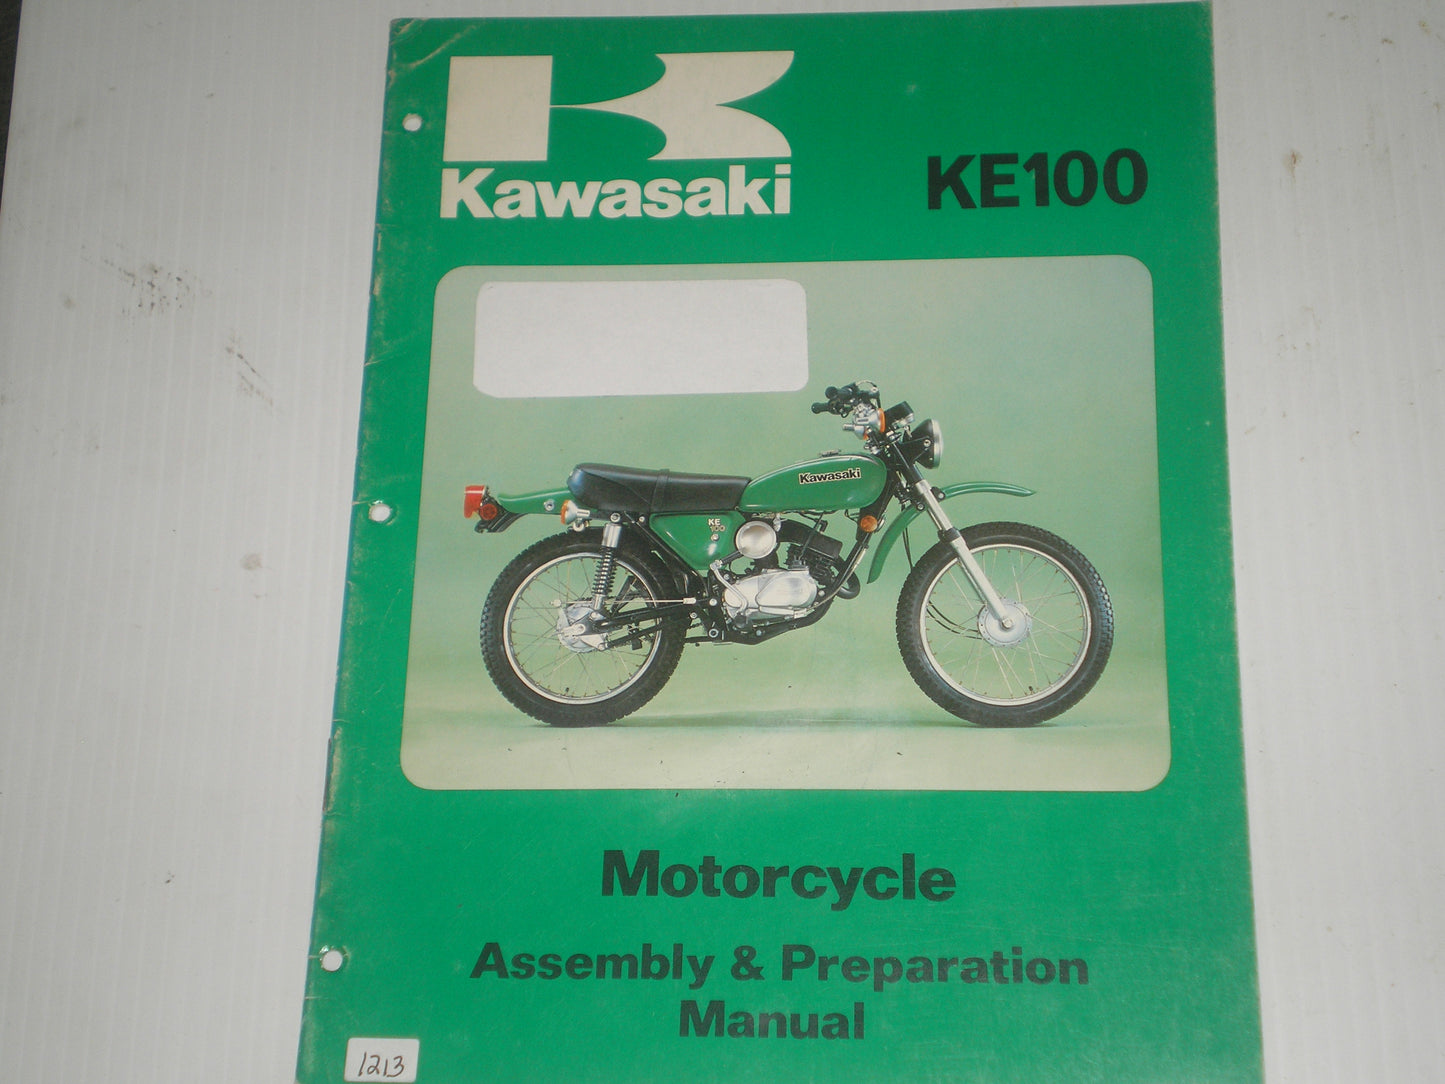 Kawasaki
KE100
Kawasaki
KE
100
Motorcycle
Assembly & Preparation
Manual
1213